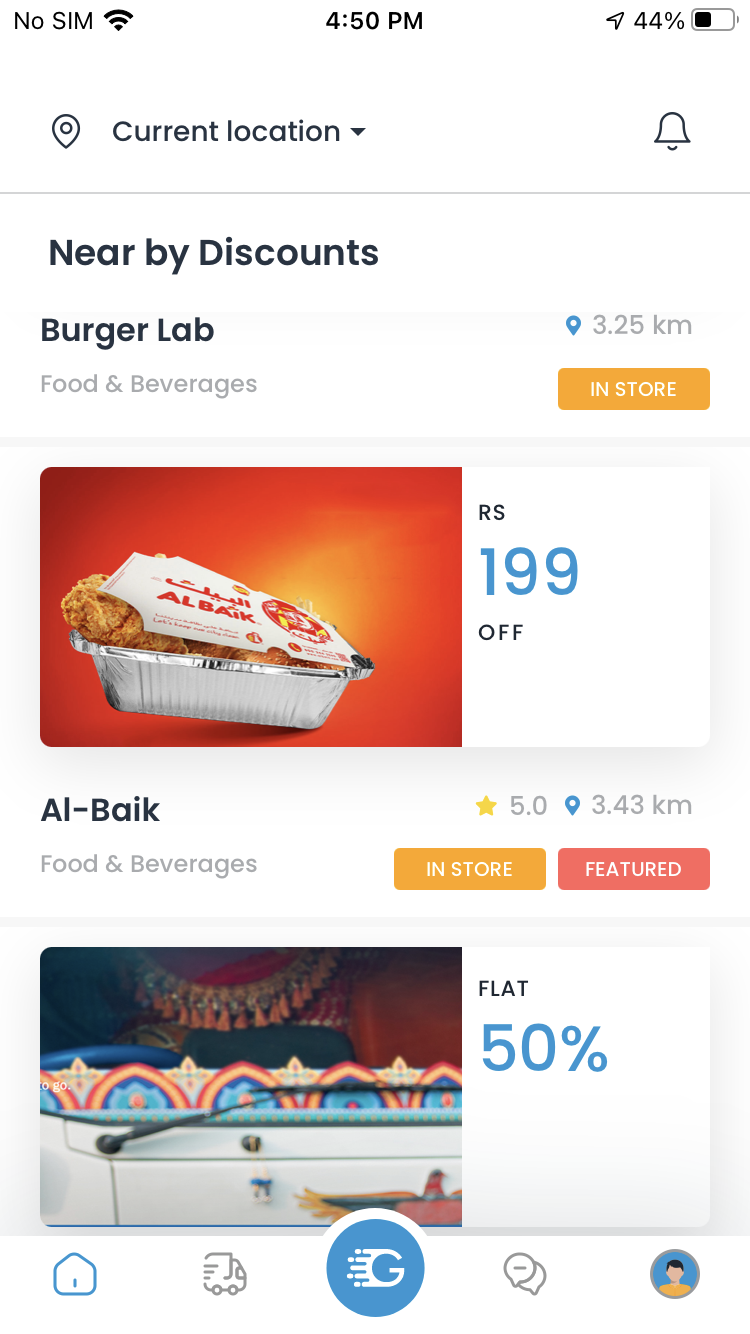 No SIM 4:50 PM 44%
Current location
Near by Discounts
Burger Lab 3.25 km
Food & Beverages IN STORE
البيك
ALBAIK
RS
199
OFF
Al-Baik 5.0 3.43 km
Food & Beverages IN STORE FEATURED
FLAT
50%
o go.
G